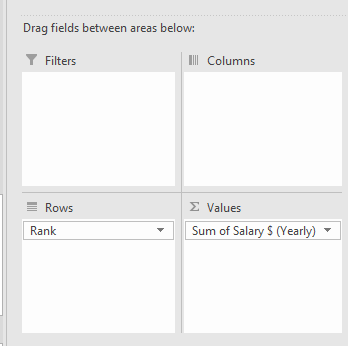 Drag fields between areas below:
Filters
Columns
Rows
Values
Rank
Sum of Salary $ (Yearly)